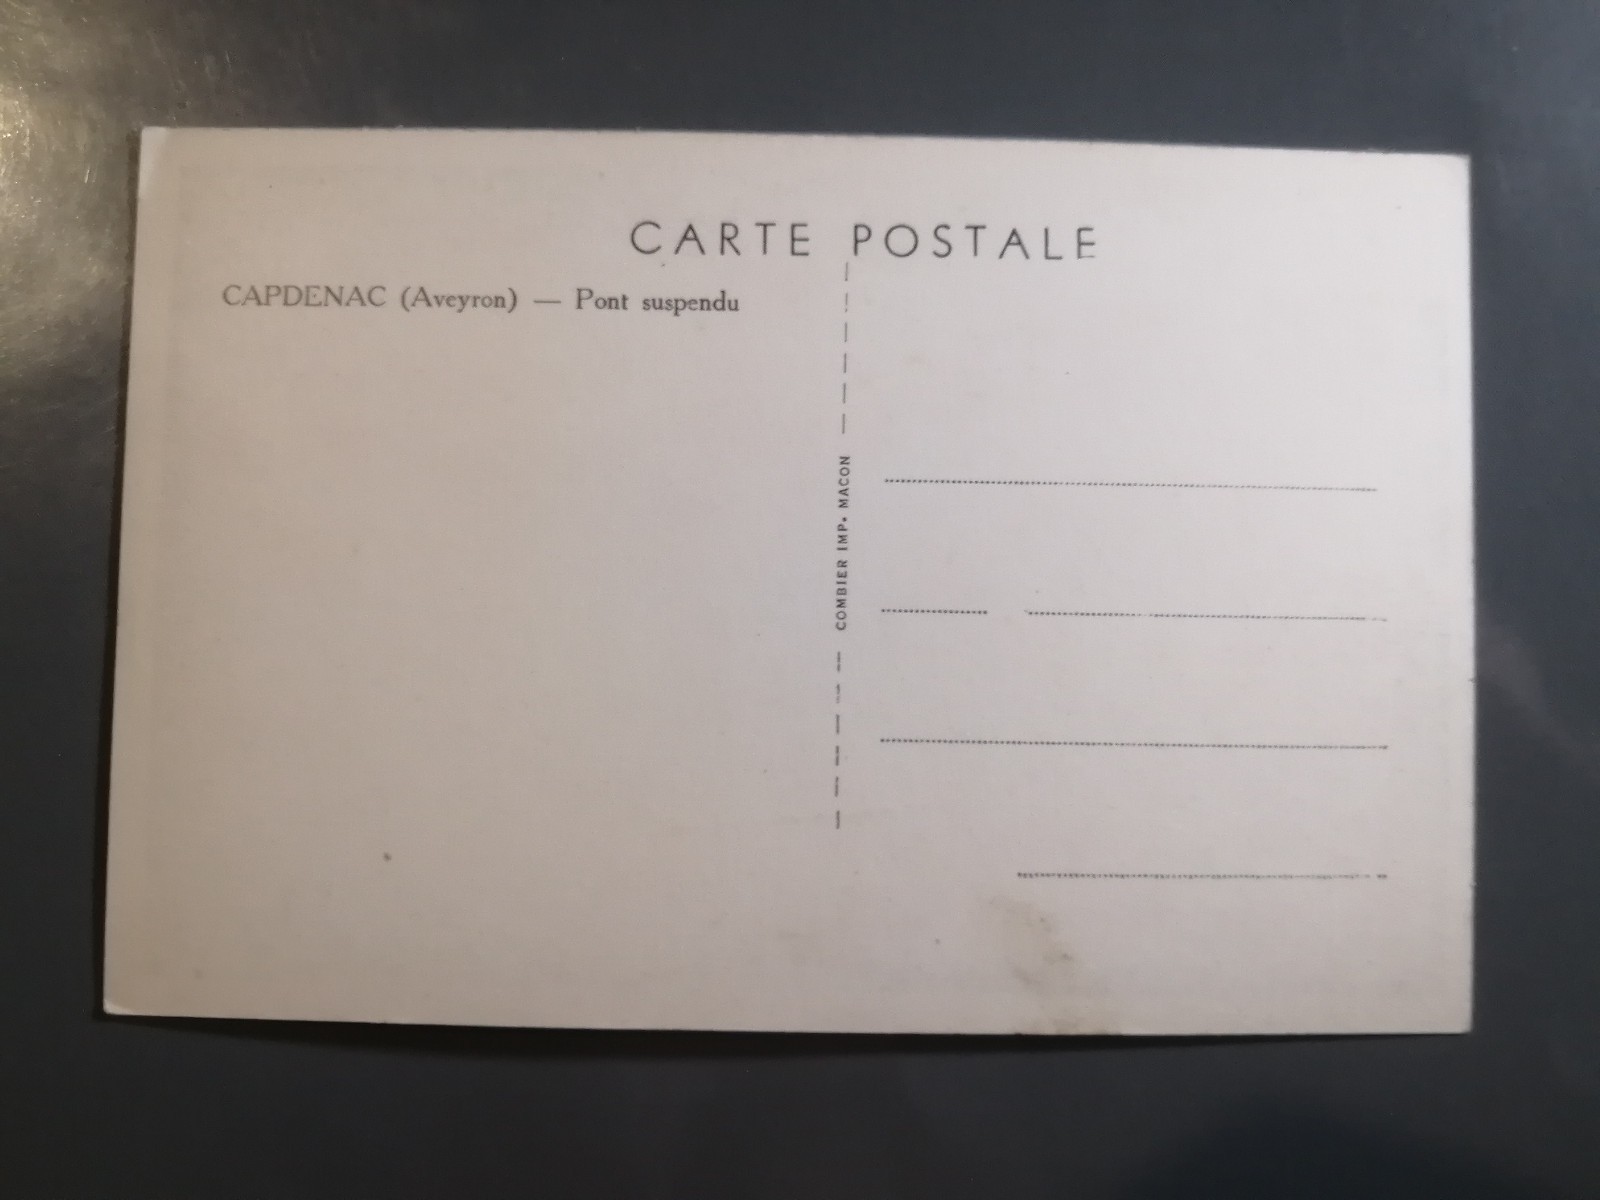 CARTE POSTALE
CAPDENAC (Aveyron) — Pont suspendu
COMBIER IMP. MACON